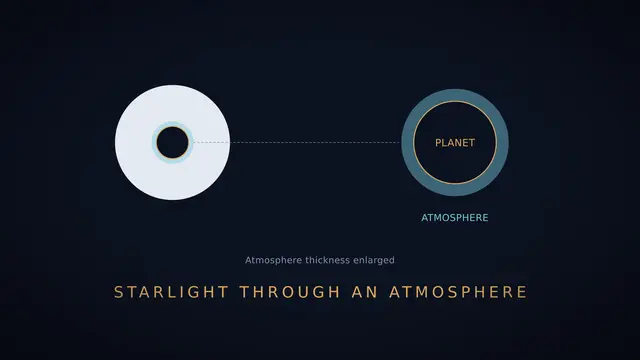 PLANET
ATMOSPHERE
Atmosphere thickness enlarged
STARLIGHT THROUGH AN ATMOSPHERE